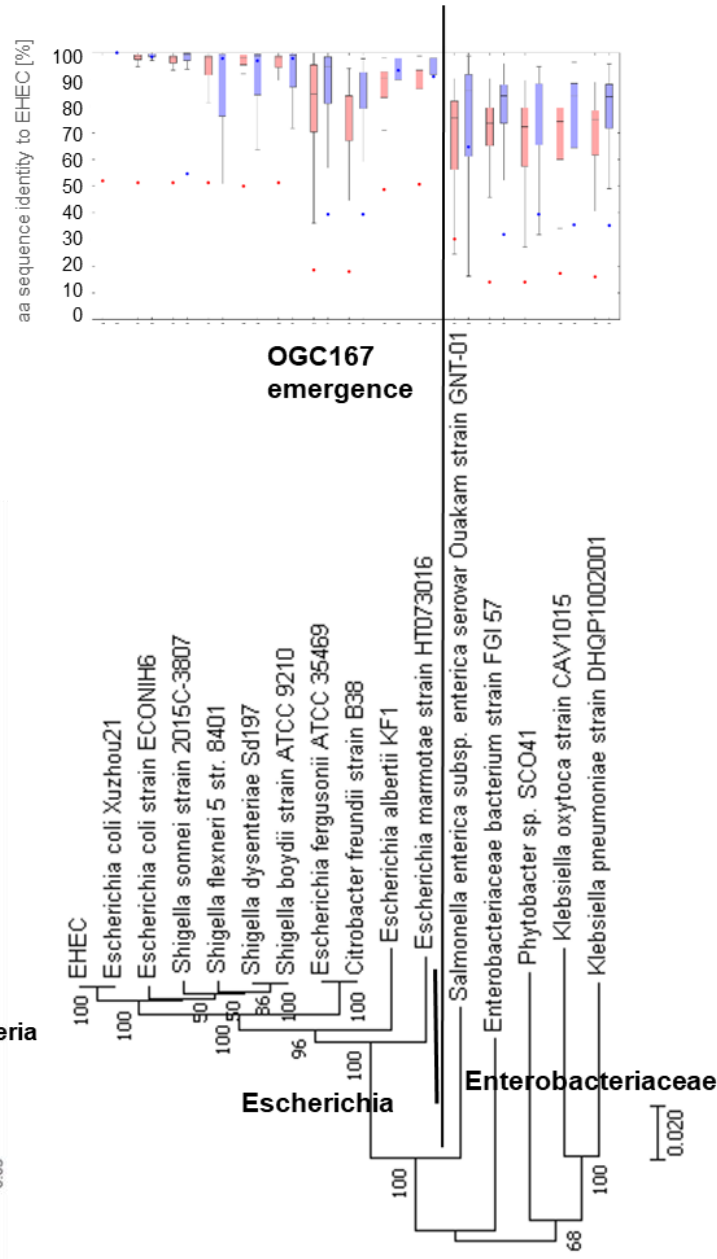 aa sequence identity to EHEC [%]
100
90
80
70
60
50
40
30
20
10
0
OGC167
emergence
EHEC
Escherichia coli Xuzhou21
Escherichia coli strain ECONIH6
Shigella sonnei strain 2015C-3807
Shigella flexneri 5 str. 8401
Shigella dysenteriae Sd197
Shigella boydii strain ATCC 9210
Escherichia fergusonii ATCC 35469
Citrobacter freundii strain B38
Escherichia albertii KF1
Escherichia marmotae strain HT073016
Salmonella enterica subsp. enterica serovar Ouakam strain GNT-01
Enterobacteriaceae bacterium strain FGI 57
Phytobacter sp. SCO41
Klebsiella oxytoca strain CAV1015
Klebsiella pneumoniae strain DHQP1002001
100
100
50
100
50
86
100
96
100
100
100
100
68
eria
Escherichia
Enterobacteriaceae
0.020